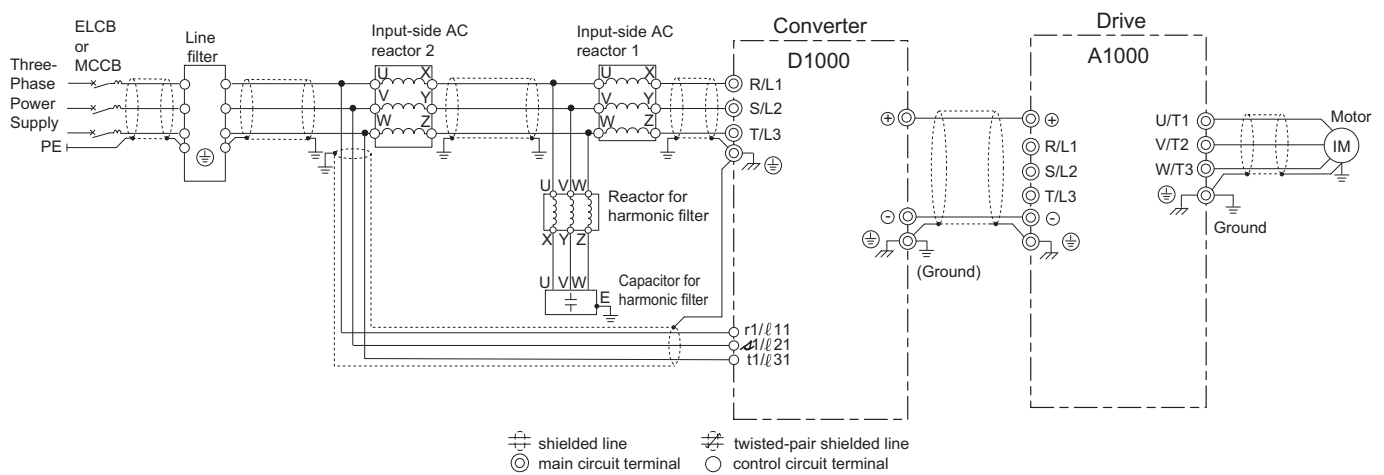 ELCB
or
MCCB
Three-
Phase
Power
Supply
PE
Line
filter
Input-side AC
reactor 2
U X
V Y
W Z
Input-side AC
reactor 1
U X
V Y
W Z
Converter
D1000
R/L1
S/L2
T/L3
Drive
A1000
R/L1
S/L2
T/L3
U/T1
V/T2
W/T3
Motor
IM
Ground
(Ground)
U V W
Reactor for
harmonic filter
X Y Z
U V W
E
Capacitor for
harmonic filter
r1/ℓ11
s1/ℓ21
t1/ℓ31
shielded line
twisted-pair shielded line
main circuit terminal
control circuit terminal